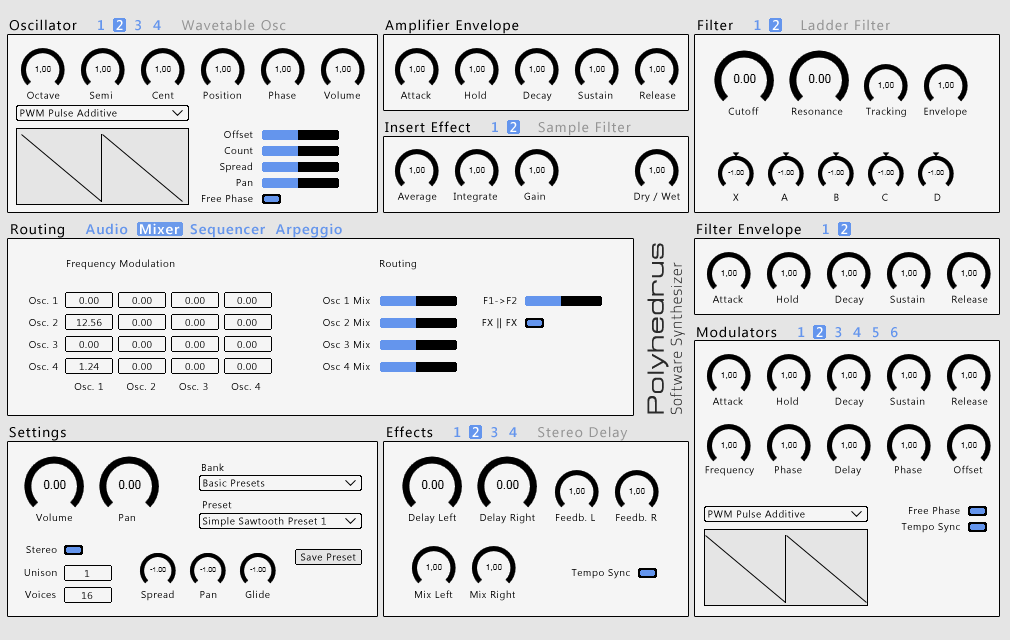 Oscillator 1 2 3 4 Wavetable Osc
1,00 1,00 1,00 1,00 1,00 1,00
Octave Semi Cent Position Phase Volume
PWM Pulse Additive
Offset
Count
Spread
Pan
Free Phase
Amplifier Envelope
1,00 1,00 1,00 1,00 1,00
Attack Hold Decay Sustain Release
Insert Effect 1 2 Sample Filter
1,00 1,00 1,00 1,00
Average Integrate Gain Dry / Wet
Filter 1 2 Ladder Filter
0.00 0.00 1,00 1,00
Cutoff Resonance Tracking Envelope
-1.00 -1.00 -1.00 -1.00 -1.00
X A B C D
Routing Audio Mixer Sequencer Arpeggio
Frequency Modulation
Osc. 1 0.00 0.00 0.00 0.00
Osc. 2 12.56 0.00 0.00 0.00
Osc. 3 0.00 0.00 0.00 0.00
Osc. 4 1.24 0.00 0.00 0.00
Osc. 1 Osc. 2 Osc. 3 Osc. 4
Routing
Osc 1 Mix F1->F2
Osc 2 Mix FX || FX
Osc 3 Mix
Osc 4 Mix
Polyhedrus
Software Synthesizer
Filter Envelope 1 2
1,00 1,00 1,00 1,00 1,00
Attack Hold Decay Sustain Release
Modulators 1 2 3 4 5 6
1,00 1,00 1,00 1,00 1,00
Attack Hold Decay Sustain Release
1,00 1,00 1,00 1,00 1,00
Frequency Phase Delay Phase Offset
PWM Pulse Additive
Free Phase
Tempo Sync
Settings
0.00 0.00
Volume Pan
Bank
Basic Presets
Preset
Simple Sawtooth Preset 1
Save Preset
Stereo
Unison 1
Voices 16
-1.00 -1.00 -1.00
Spread Pan Glide
Effects 1 2 3 4 Stereo Delay
0.00 0.00 1,00 1,00
Delay Left Delay Right Feedb. L Feedb. R
1,00 1,00
Mix Left Mix Right
Tempo Sync